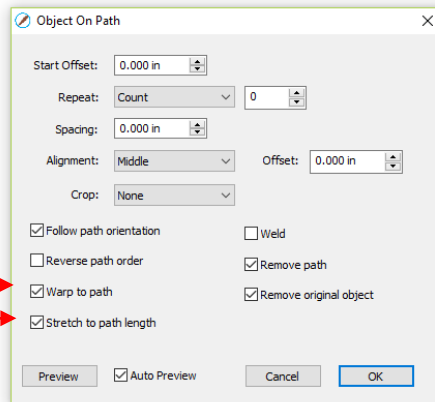 Object On Path
Start Offset: 0.000 in
Repeat: Count 0
Spacing: 0.000 in
Alignment: Middle Offset: 0.000 in
Crop: None
Follow path orientation Weld
Reverse path order Remove path
Warp to path Remove original object
Stretch to path length
Preview Auto Preview Cancel OK